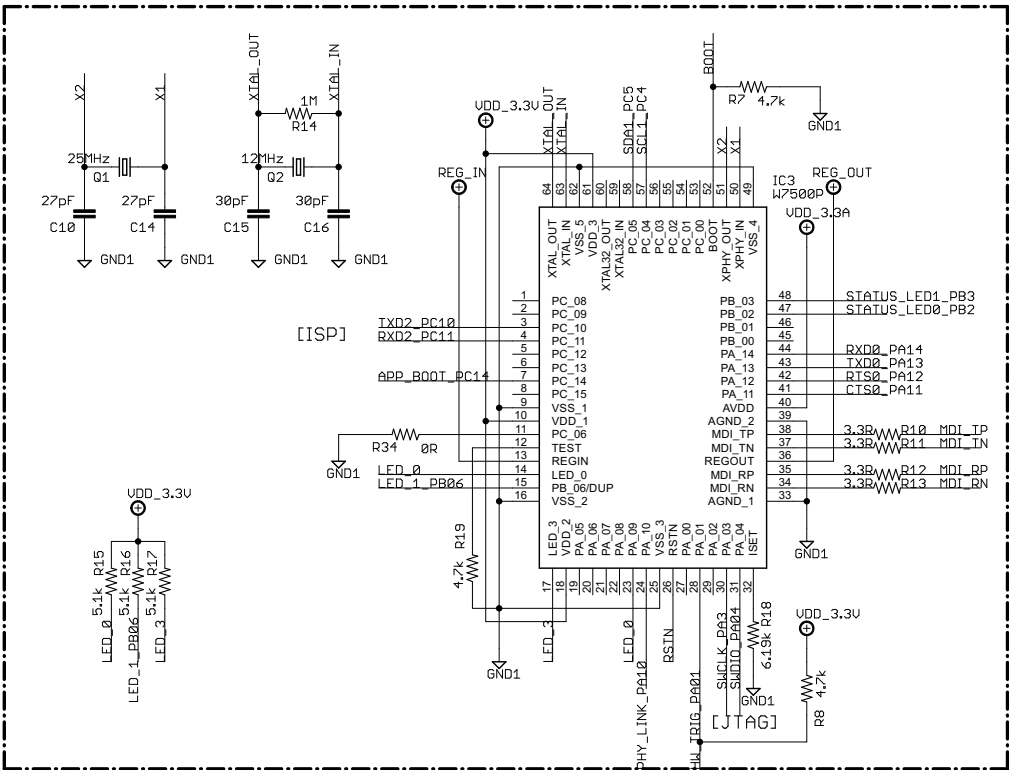 X2
X1
XTAL_OUT
XTAL_IN
1M
R14
25MHz
Q1
12MHz
Q2
27pF
C10
27pF
C14
30pF
C15
30pF
C16
GND1
GND1
GND1
GND1
BOOT
R7 4.7k
GND1
VDD_3.3V
XTAL_OUT
XTAL_IN
SDA1_PC5
SCL1_PC4
X2
X1
REG_IN
IC3
W7500P
REG_OUT
VDD_3.3A
64 63 62 61 60 59 58 57 56 55 54 53 52 51 50 49
XTAL_OUT
XTAL_IN
VSS_5
VDD_3
XTAL32_OUT
XTAL32_IN
PC_05
PC_04
PC_03
PC_02
PC_01
PC_00
BOOT
XPHY_OUT
XPHY_IN
VSS_4
[ISP]
1 PC_08
2 PC_09
TXD2_PC10 3 PC_10
RXD2_PC11 4 PC_11
5 PC_12
6 PC_13
APP_BOOT_PC14 7 PC_14
8 PC_15
9 VSS_1
10 VDD_1
11 PC_06
12 TEST
13 REGIN
LED_0 14 LED_0
LED_1_PB06 15 PB_06/DUP
16 VSS_2
R34 0R
GND1
PB_03 48 STATUS_LED1_PB3
PB_02 47 STATUS_LED0_PB2
PB_01 46
PB_00 45
PA_14 44 RXD0_PA14
PA_13 43 TXD0_PA13
PA_12 42 RTS0_PA12
PA_11 41 CTS0_PA11
AVDD 40
AGND_2 39
MDI_TP 38 3.3R R10 MDI_TP
MDI_TN 37 3.3R R11 MDI_TN
REGOUT 36
MDI_RP 35 3.3R R12 MDI_RP
MDI_RN 34 3.3R R13 MDI_RN
AGND_1 33
GND1
LED_3
VDD_2
PA_05
PA_06
PA_07
PA_08
PA_09
PA_10
VSS_3
RSTN
PA_00
PA_01
PA_02
PA_03
PA_04
ISET
17 18 19 20 21 22 23 24 25 26 27 28 29 30 31 32
4.7k R19
GND1
LED_3
LED_0
PHY_LINK_PA10
RSTN
HW_TRIG_PA01
SWCLK_PA3
SWDIO_PA04
6.19k R18
GND1
[JTAG]
VDD_3.3V
R8 4.7k
VDD_3.3V
5.1k R15
5.1k R16
5.1k R17
LED_0
LED_1_PB06
LED_3